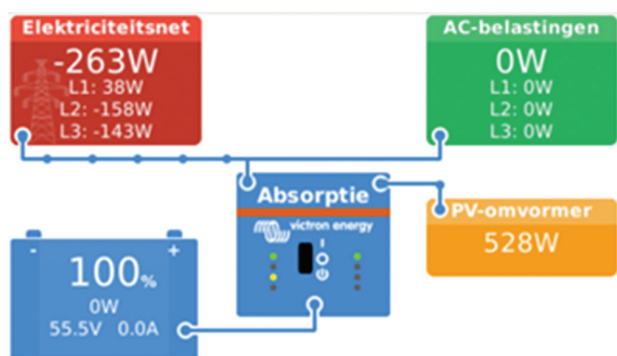 Elektriciteitsnet
-263W
L1: 38W
L2: -158W
L3: -143W
AC-belastingen
0W
L1: 0W
L2: 0W
L3: 0W
Absorptie
victron energy
I
PV-omvormer
528W
- +
100%
0W
55.5V 0.0A